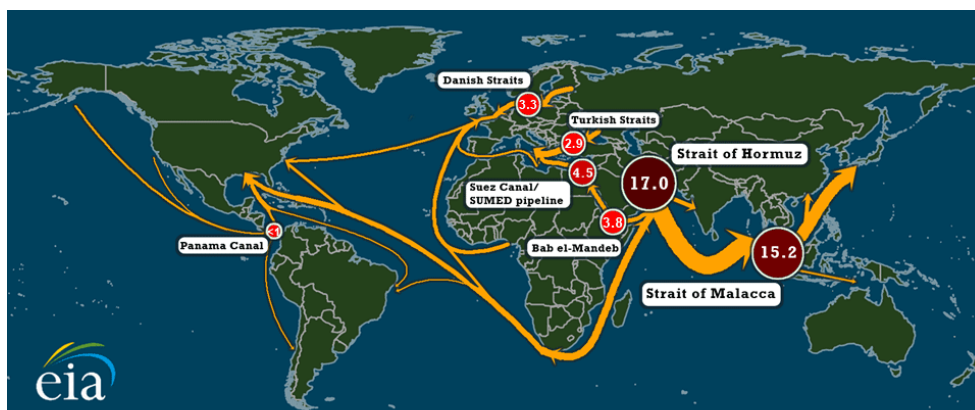 Danish Straits
3.3
Turkish Straits
2.9
Strait of Hormuz
17.0
4.5
Suez Canal/
SUMED pipeline
3.8
Bab el-Mandeb
<1
Panama Canal
15.2
Strait of Malacca
eia